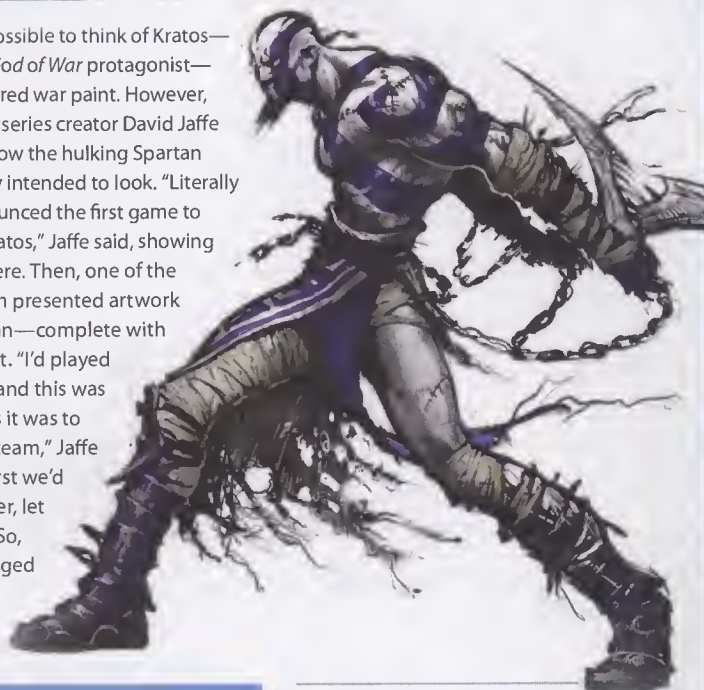 ossible to think of Kratos—
od of War protagonist—
red war paint. However,
series creator David Jaffe
ow the hulking Spartan
y intended to look. “Literally
unced the first game to
atos,” Jaffe said, showing
ere. Then, one of the
n presented artwork
an—complete with
t. “I’d played
and this was
s it was to
team,” Jaffe
rst we’d
er, let
So,
ged